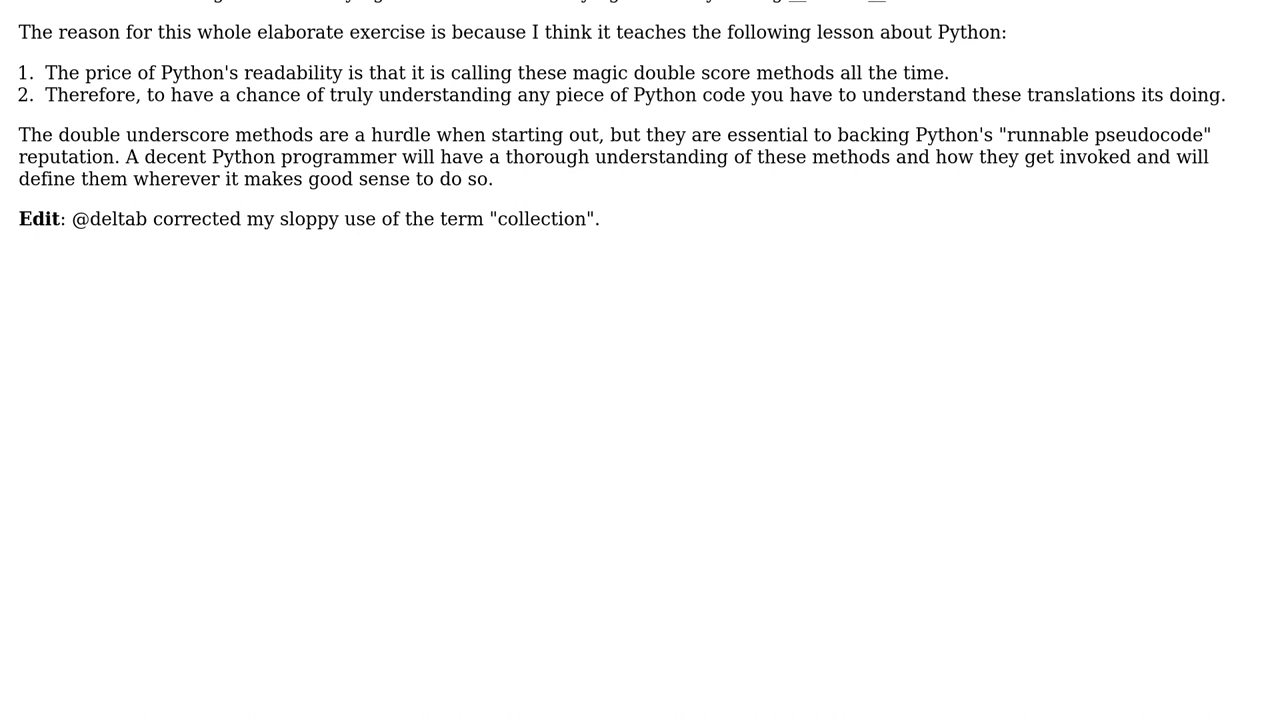 The reason for this whole elaborate exercise is because I think it teaches the following lesson about Python:
1. The price of Python's readability is that it is calling these magic double score methods all the time.
2. Therefore, to have a chance of truly understanding any piece of Python code you have to understand these translations its doing.
The double underscore methods are a hurdle when starting out, but they are essential to backing Python's "runnable pseudocode"
reputation. A decent Python programmer will have a thorough understanding of these methods and how they get invoked and will
define them wherever it makes good sense to do so.
Edit: @deltab corrected my sloppy use of the term "collection".